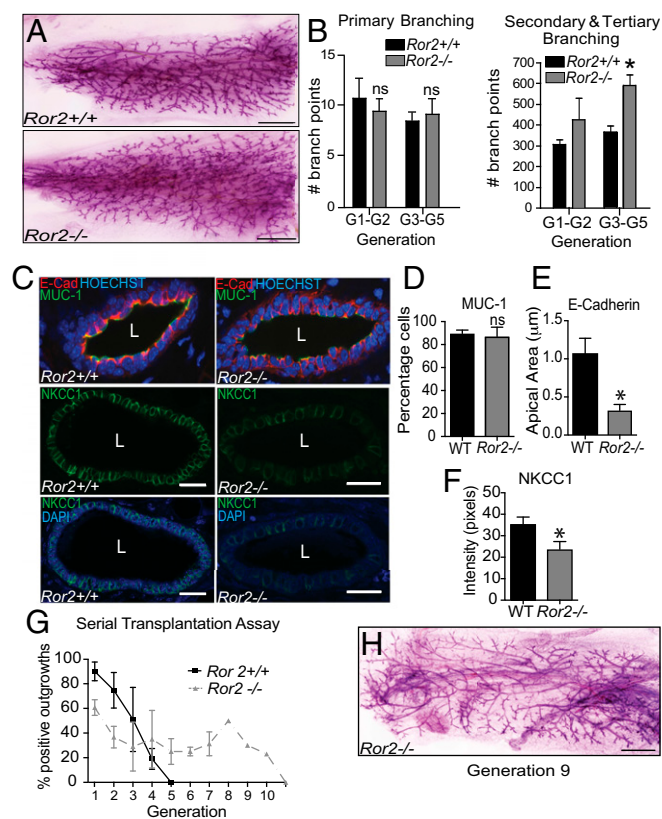 A
Ror2+/+
Ror2-/-
B
Primary Branching
# branch points
15
10
5
0
ns
ns
Ror2+/+
Ror2-/-
G1-G2 G3-G5
Generation
Secondary & Tertiary
Branching
# branch points
700
600
500
400
300
200
100
0
Ror2+/+
Ror2-/-
*
G1-G2 G3-G5
Generation
C
E-Cad HOECHST
MUC-1
L
Ror2+/+
MUC-1
E-Cad HOECHST
L
Ror2-/-
NKCC1
L
Ror2+/+
NKCC1
L
Ror2-/-
NKCC1
DAPI
L
Ror2+/+
NKCC1
DAPI
L
Ror2-/-
D
MUC-1
Percentage cells
100
80
60
40
20
0
ns
WT Ror2-/-
E
E-Cadherin
Apical Area (μm)
1.5
1.0
0.5
0.0
*
WT Ror2-/-
F
NKCC1
Intensity (pixels)
50
40
30
20
10
0
*
WT Ror2-/-
G
Serial Transplantation Assay
% positive outgrowths
100
80
60
40
20
0
Ror 2+/+
Ror2 -/-
1 2 3 4 5 6 7 8 9 10
Generation
H
Ror2-/-
Generation 9